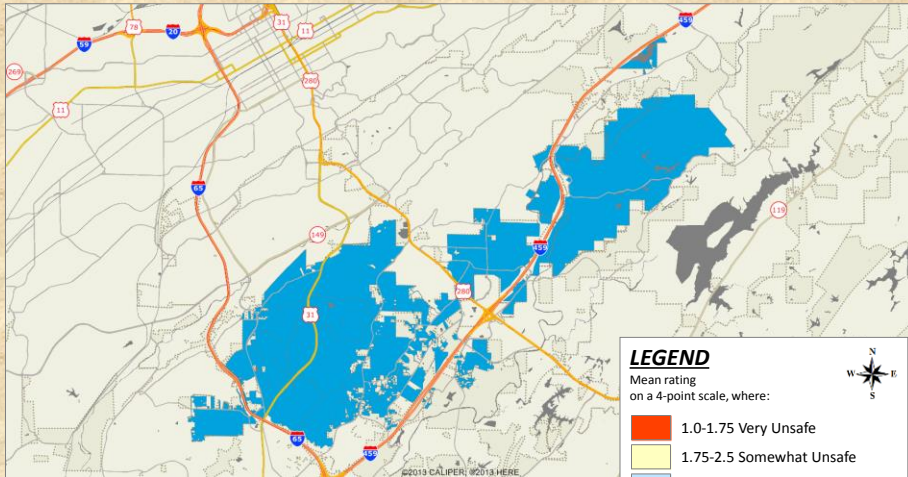 78
20
59
31
11
280
459
269
11
65
149
119
459
280
31
65
459
©2013 CALIPER; ©2013 HERE
LEGEND
Mean rating
on a 4-point scale, where:
N
W E
S
1.0-1.75 Very Unsafe
1.75-2.5 Somewhat Unsafe